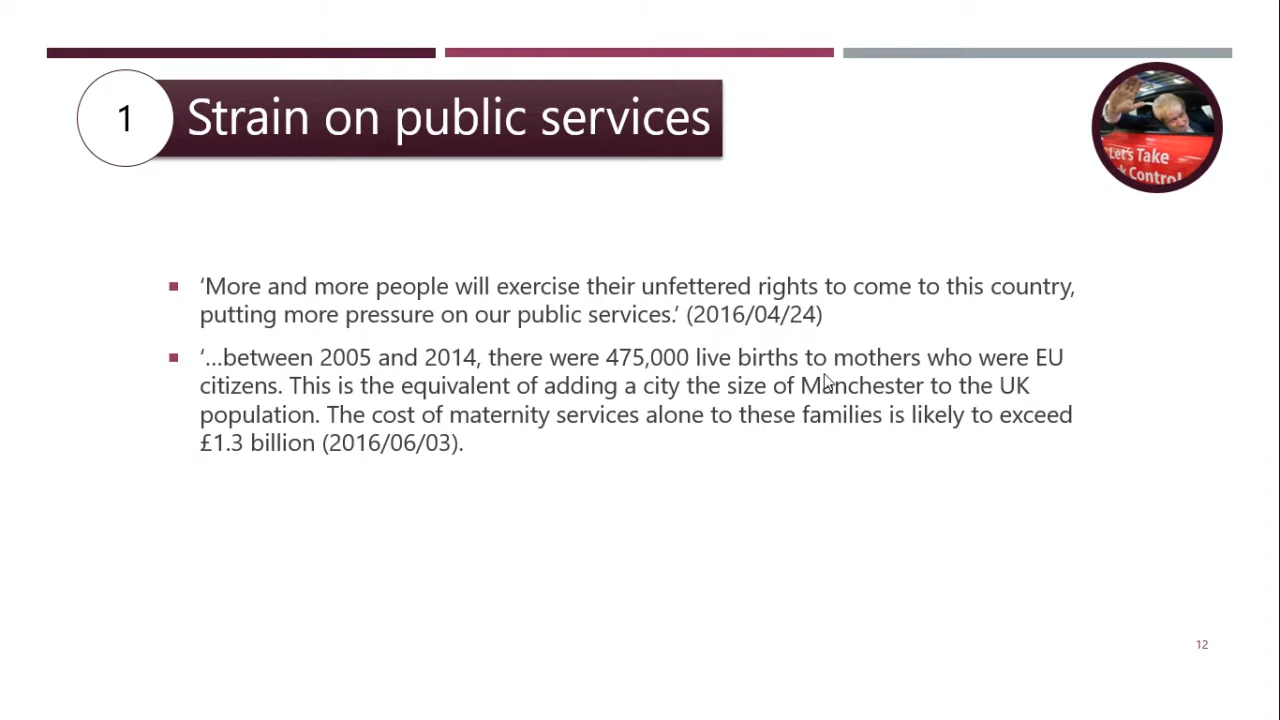 1
Strain on public services
Let's Take
k Control
‘More and more people will exercise their unfettered rights to come to this country,
putting more pressure on our public services.’ (2016/04/24)
‘…between 2005 and 2014, there were 475,000 live births to mothers who were EU
citizens. This is the equivalent of adding a city the size of Manchester to the UK
population. The cost of maternity services alone to these families is likely to exceed
£1.3 billion (2016/06/03).
12